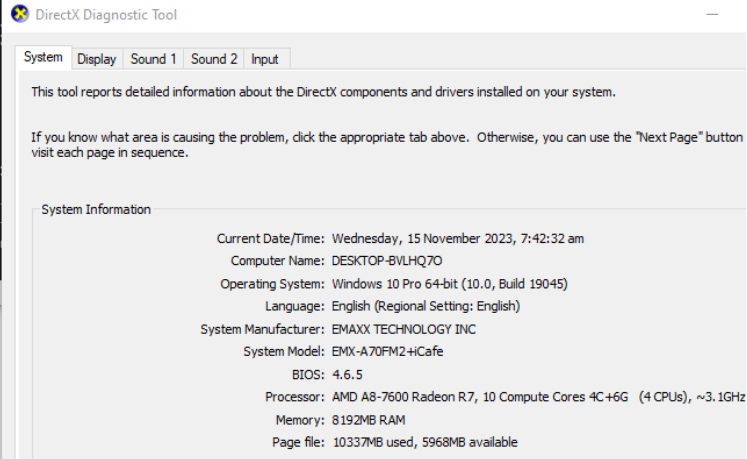 DirectX Diagnostic Tool
System Display Sound 1 Sound 2 Input
This tool reports detailed information about the DirectX components and drivers installed on your system.
If you know what area is causing the problem, click the appropriate tab above.  Otherwise, you can use the "Next Page" button
visit each page in sequence.
System Information
Current Date/Time: Wednesday, 15 November 2023, 7:42:32 am
Computer Name: DESKTOP-BVLHQ7O
Operating System: Windows 10 Pro 64-bit (10.0, Build 19045)
Language: English (Regional Setting: English)
System Manufacturer: EMAXX TECHNOLOGY INC
System Model: EMX-A70FM2+iCafe
BIOS: 4.6.5
Processor: AMD A8-7600 Radeon R7, 10 Compute Cores 4C+6G  (4 CPUs), ~3.1GHz
Memory: 8192MB RAM
Page file: 10337MB used, 5968MB available